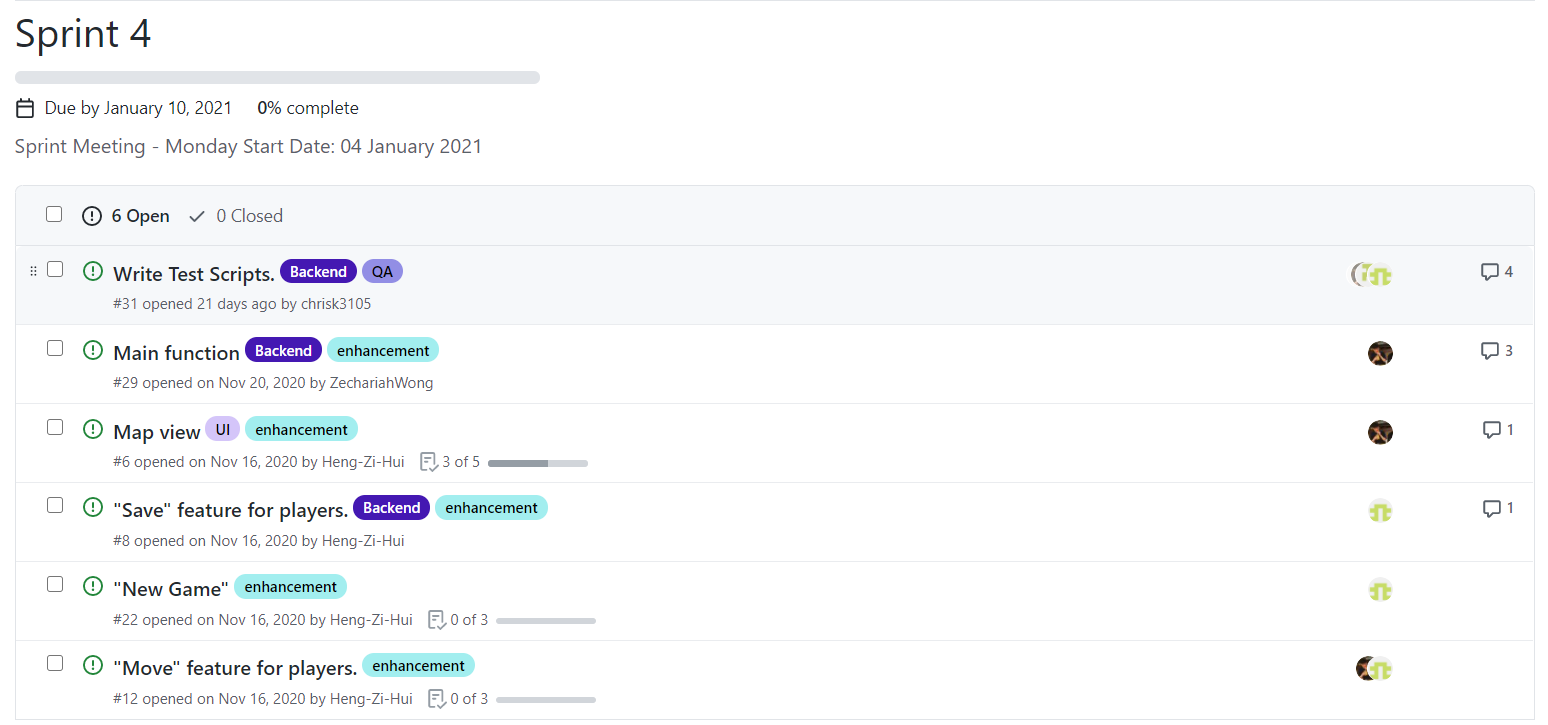 Sprint 4
Due by January 10, 2021 0% complete
Sprint Meeting - Monday Start Date: 04 January 2021
6 Open 0 Closed
Write Test Scripts. Backend QA 4
#31 opened 21 days ago by chrisk3105
Main function Backend enhancement 3
#29 opened on Nov 20, 2020 by ZechariahWong
Map view UI enhancement 1
#6 opened on Nov 16, 2020 by Heng-Zi-Hui 3 of 5
"Save" feature for players. Backend enhancement 1
#8 opened on Nov 16, 2020 by Heng-Zi-Hui
"New Game" enhancement
#22 opened on Nov 16, 2020 by Heng-Zi-Hui 0 of 3
"Move" feature for players. enhancement
#12 opened on Nov 16, 2020 by Heng-Zi-Hui 0 of 3